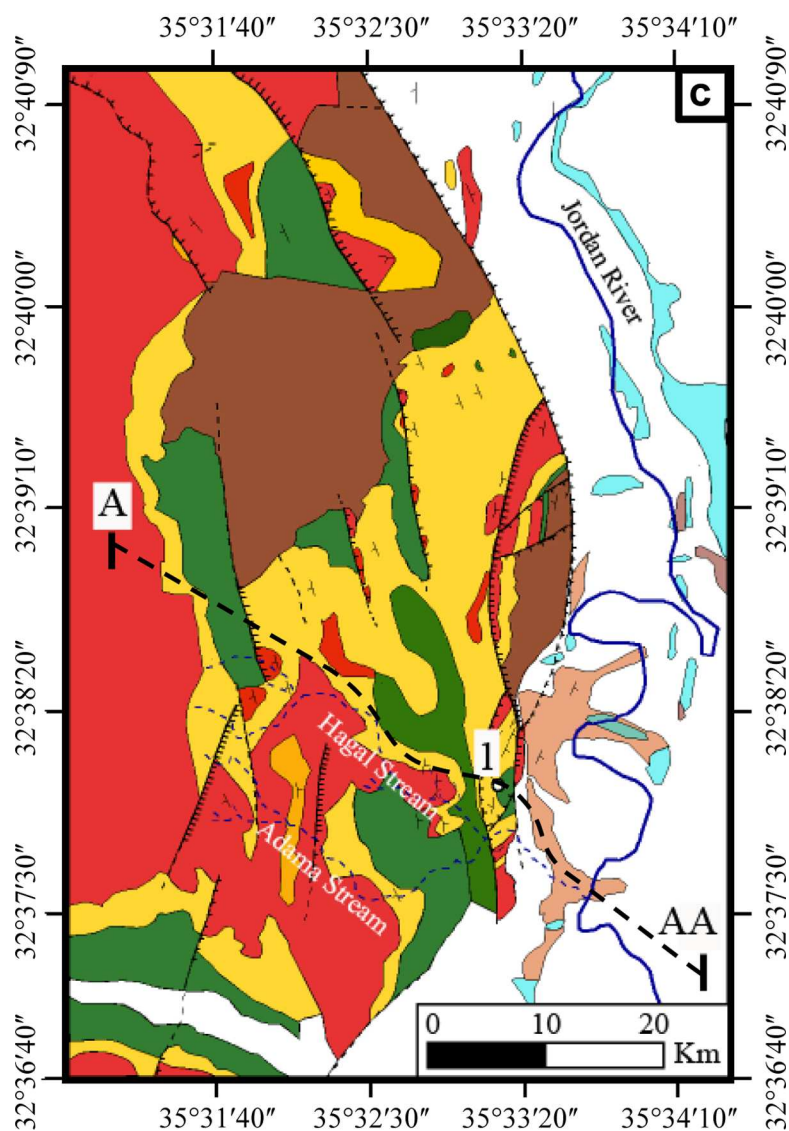 35°31′40″ 35°32′30″ 35°33′20″ 35°34′10″
c
32°40′90″ 32°40′90″
Jordan River
32°40′00″ 32°40′00″
32°39′10″ 32°39′10″
A
32°38′20″ 32°38′20″
Hagal Stream
1
Adama Stream
32°37′30″ 32°37′30″
AA
0 10 20
Km
32°36′40″ 32°36′40″
35°31′40″ 35°32′30″ 35°33′20″ 35°34′10″